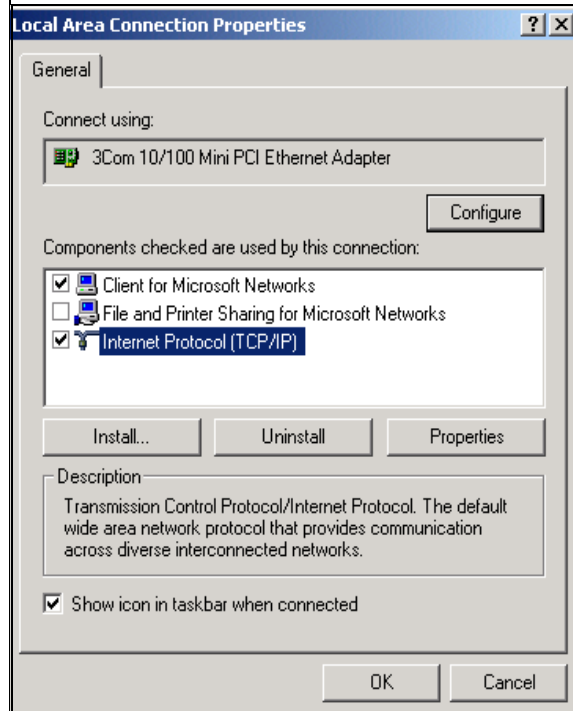 Local Area Connection Properties
?
General
Connect using:
3Com 10/100 Mini PCI Ethernet Adapter
Configure
Components checked are used by this connection:
Client for Microsoft Networks
File and Printer Sharing for Microsoft Networks
Internet Protocol (TCP/IP)
Install... Uninstall Properties
Description
Transmission Control Protocol/Internet Protocol. The default
wide area network protocol that provides communication
across diverse interconnected networks.
Show icon in taskbar when connected
OK Cancel